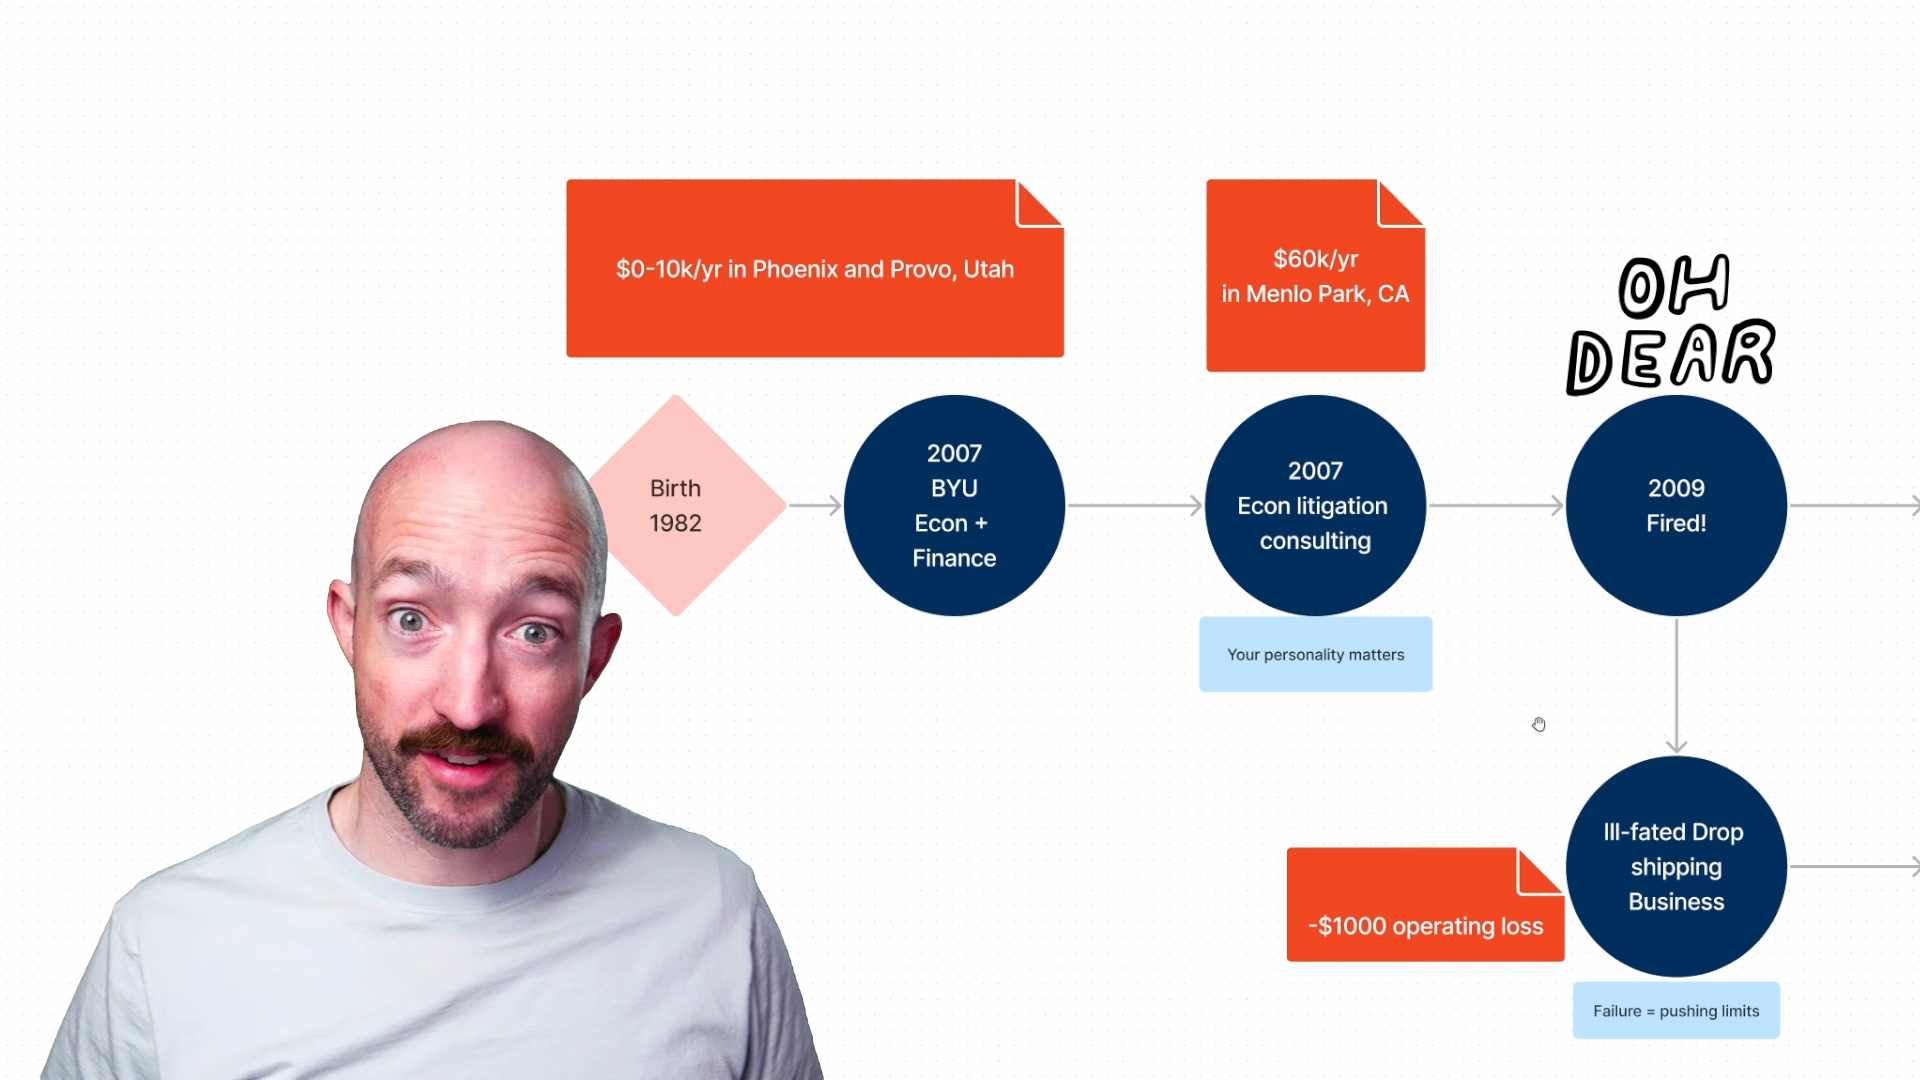 $0-10k/yr in Phoenix and Provo, Utah
$60k/yr
in Menlo Park, CA
OH
DEAR
Birth
1982
2007
BYU
Econ +
Finance
2007
Econ litigation
consulting
2009
Fired!
Your personality matters
Ill-fated Drop
shipping
Business
-$1000 operating loss
Failure = pushing limits